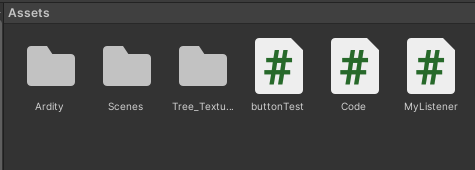 Assets
Ardity
Scenes
Tree_Textu...
buttonTest
Code
MyListener